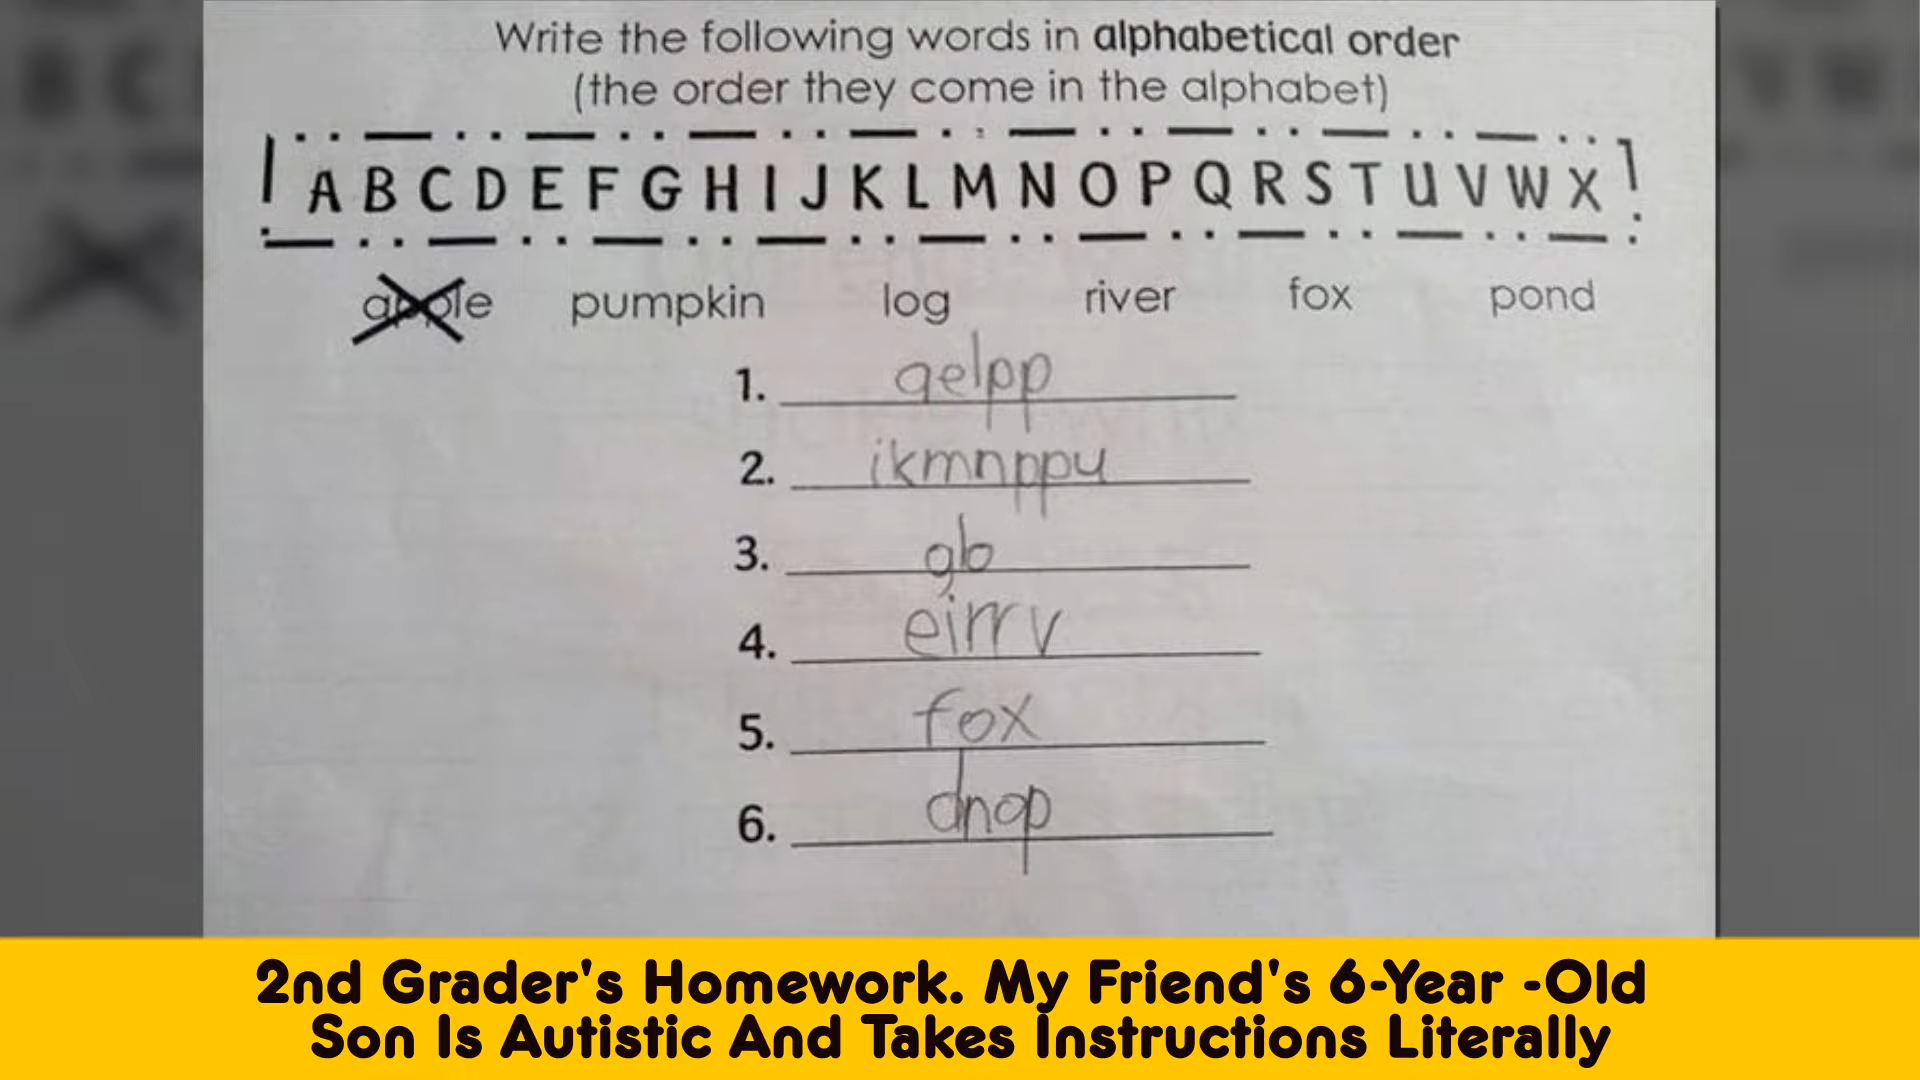 Write the following words in alphabetical order
(the order they come in the alphabet)
A B C D E F G H I J K L M N O P Q R S T U V W X
apple pumpkin log river fox pond
1. aelpp
2. ikmnppu
3. glo
4. eirrv
5. fox
6. dnop
2nd Grader's Homework. My Friend's 6-Year -Old
Son Is Autistic And Takes Instructions Literally